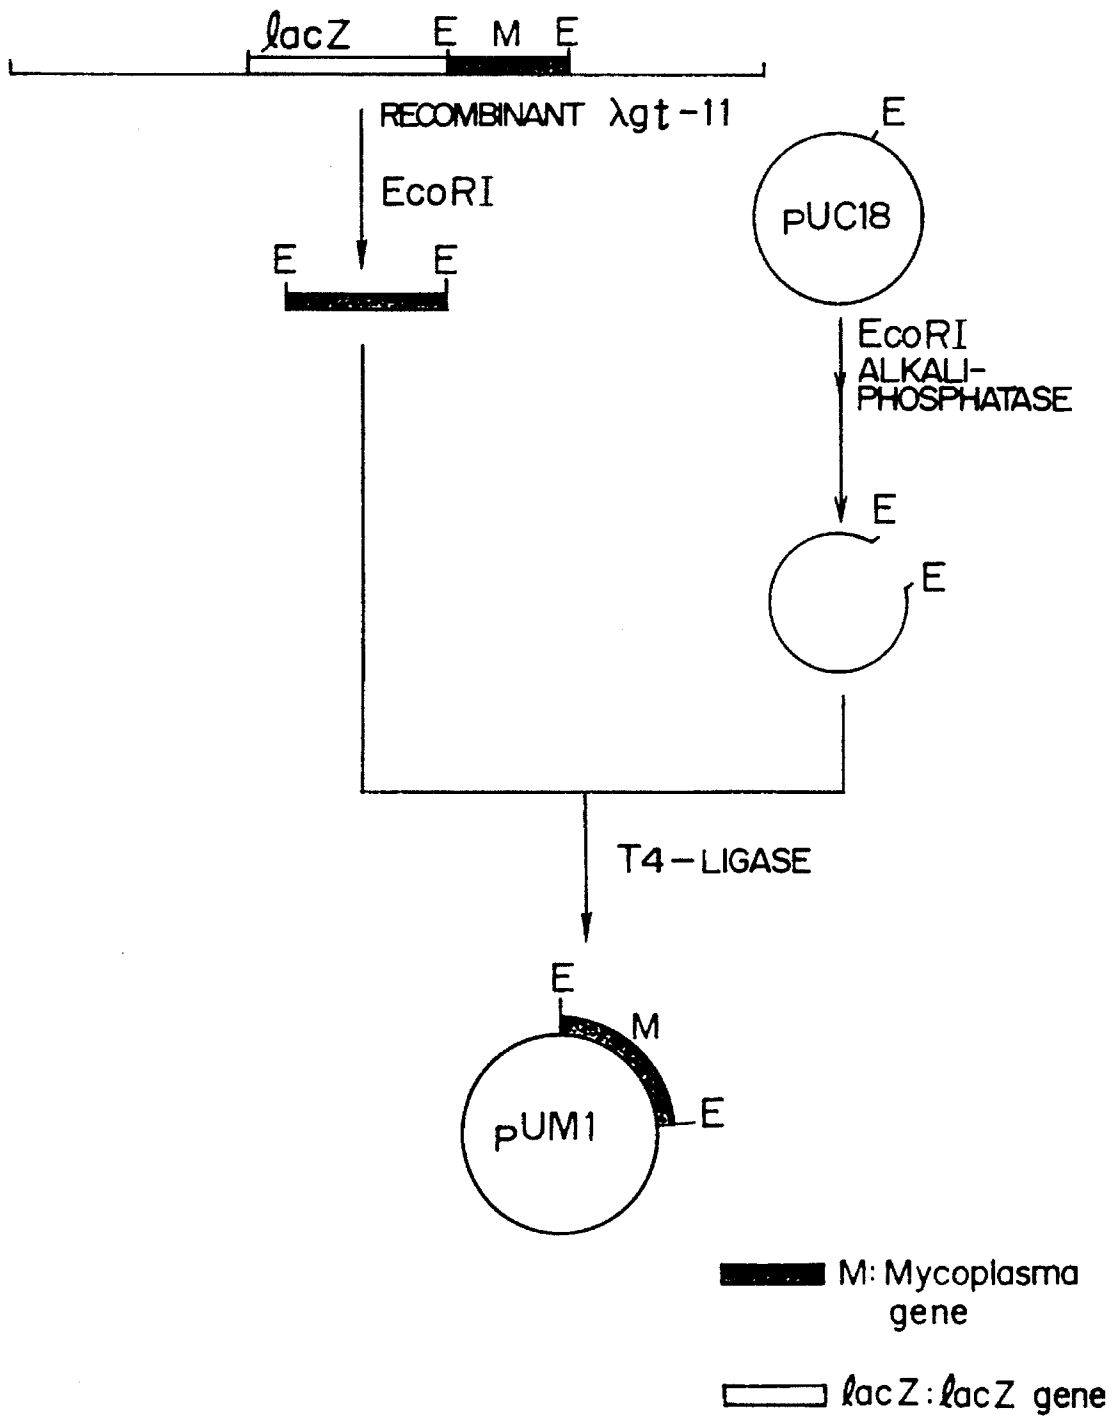 lacZ E M E
RECOMBINANT λgt-11
E
EcoRI
pUC18
E E
EcoRI
ALKALI-
PHOSPHATASE
E
E
T4-LIGASE
E
M
E
pUM1
M: Mycoplasma
gene
lacZ: lacZ gene